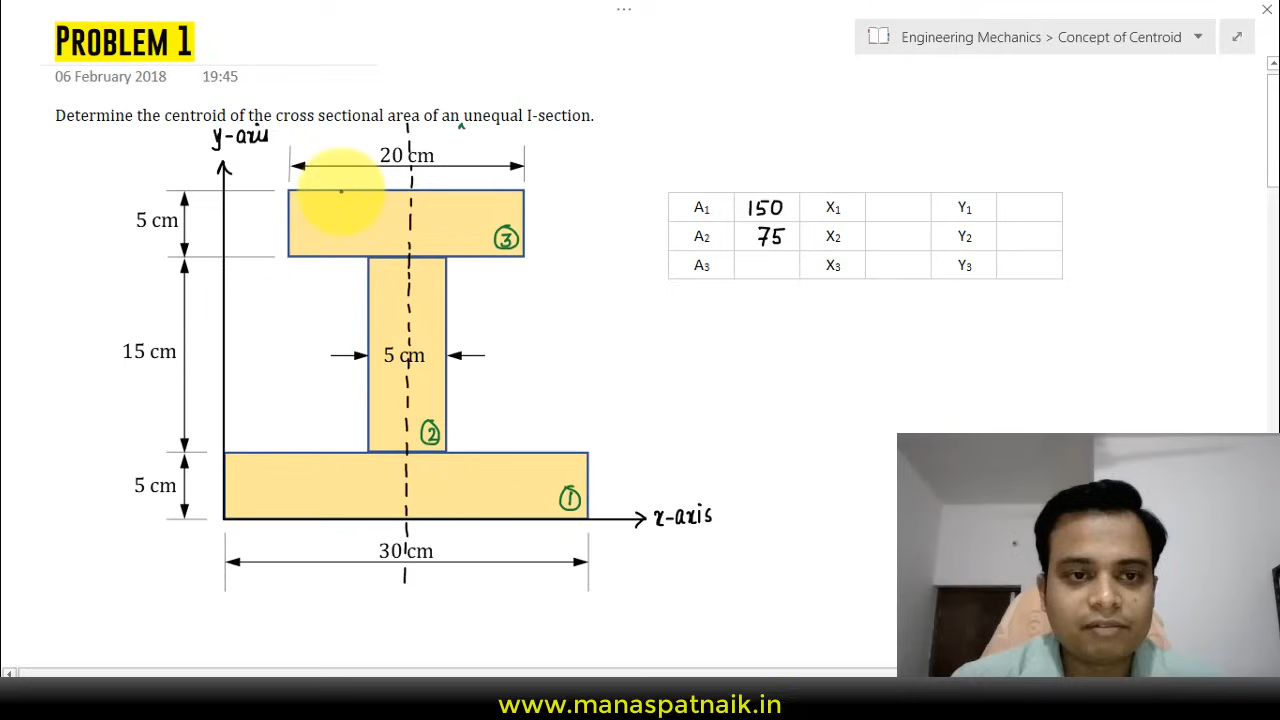 PROBLEM 1
Engineering Mechanics > Concept of Centroid
06 February 2018 19:45
Determine the centroid of the cross sectional area of an unequal I-section.
y-axis
20 cm
5 cm
3
A1 150 X1 Y1
A2 75 X2 Y2
A3 X3 Y3
15 cm
5 cm
2
5 cm
1
x-axis
30 cm
www.manaspatnaik.in